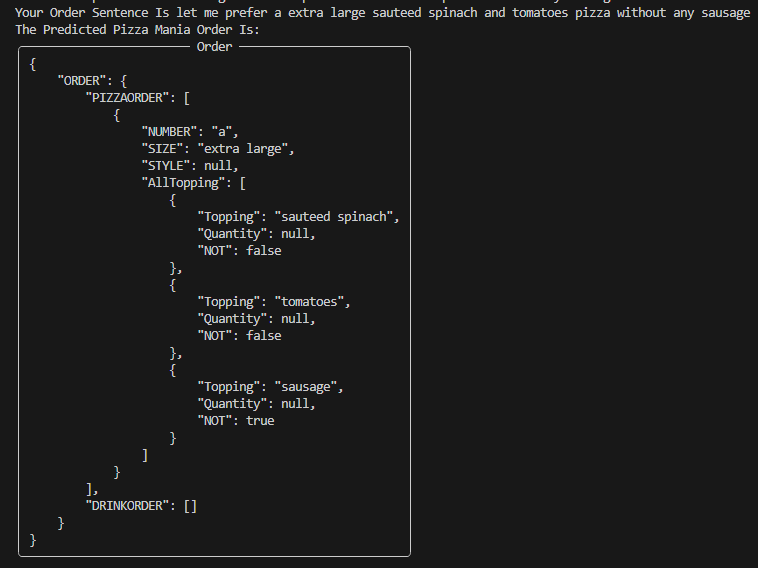 Your Order Sentence Is let me prefer a extra large sauteed spinach and tomatoes pizza without any sausage
The Predicted Pizza Mania Order Is:
Order
{
    "ORDER": {
        "PIZZAORDER": [
            {
                "NUMBER": "a",
                "SIZE": "extra large",
                "STYLE": null,
                "AllTopping": [
                    {
                        "Topping": "sauteed spinach",
                        "Quantity": null,
                        "NOT": false
                    },
                    {
                        "Topping": "tomatoes",
                        "Quantity": null,
                        "NOT": false
                    },
                    {
                        "Topping": "sausage",
                        "Quantity": null,
                        "NOT": true
                    }
                ]
            }
        ],
        "DRINKORDER": []
    }
}